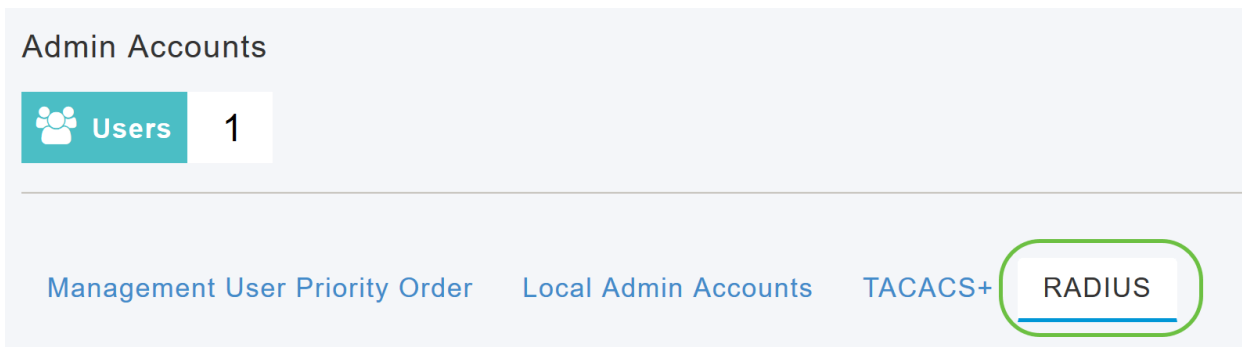 Admin Accounts
Users 1
Management User Priority Order Local Admin Accounts TACACS+ RADIUS